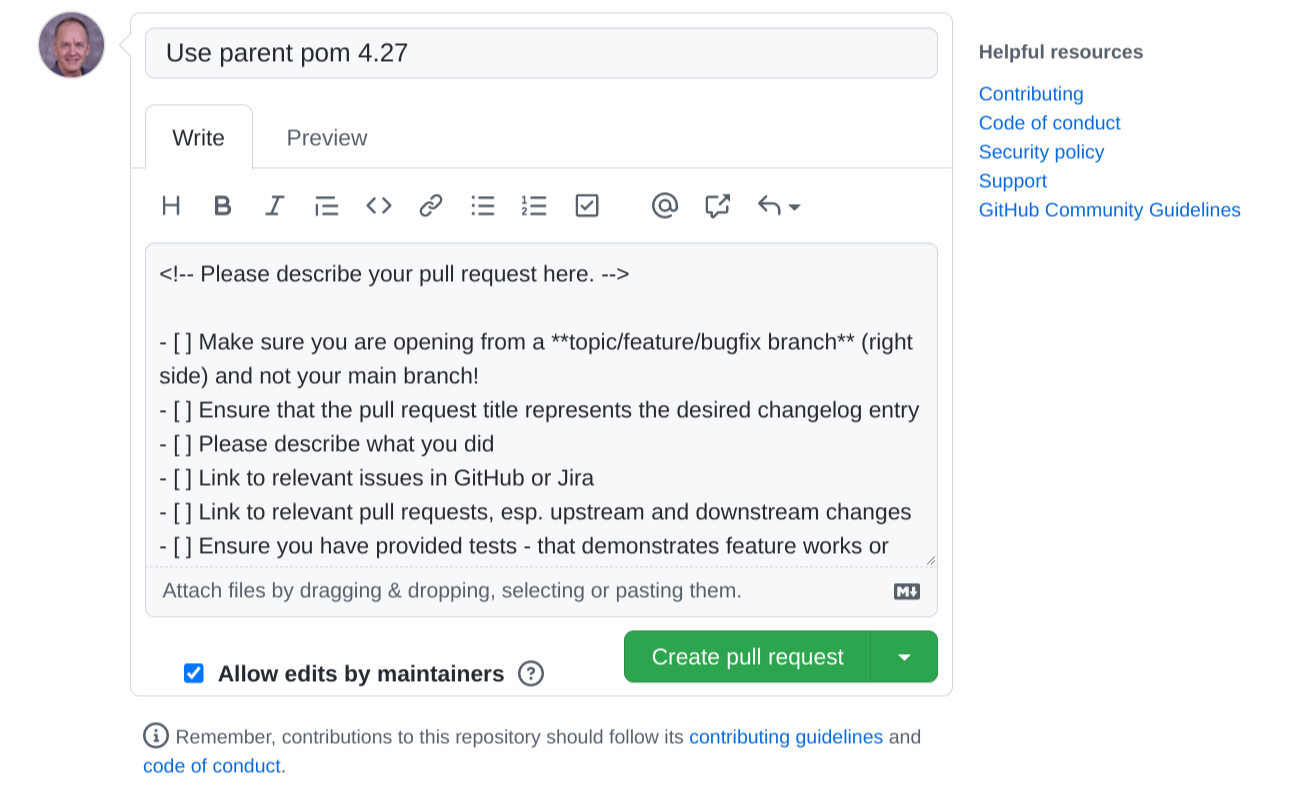 Use parent pom 4.27
Write
Preview
<!-- Please describe your pull request here. -->
- [ ] Make sure you are opening from a **topic/feature/bugfix branch** (right
side) and not your main branch!
- [ ] Ensure that the pull request title represents the desired changelog entry
- [ ] Please describe what you did
- [ ] Link to relevant issues in GitHub or Jira
- [ ] Link to relevant pull requests, esp. upstream and downstream changes
- [ ] Ensure you have provided tests - that demonstrates feature works or
Attach files by dragging & dropping, selecting or pasting them.
Allow edits by maintainers
Create pull request
Remember, contributions to this repository should follow its contributing guidelines and
code of conduct.
Helpful resources
Contributing
Code of conduct
Security policy
Support
GitHub Community Guidelines